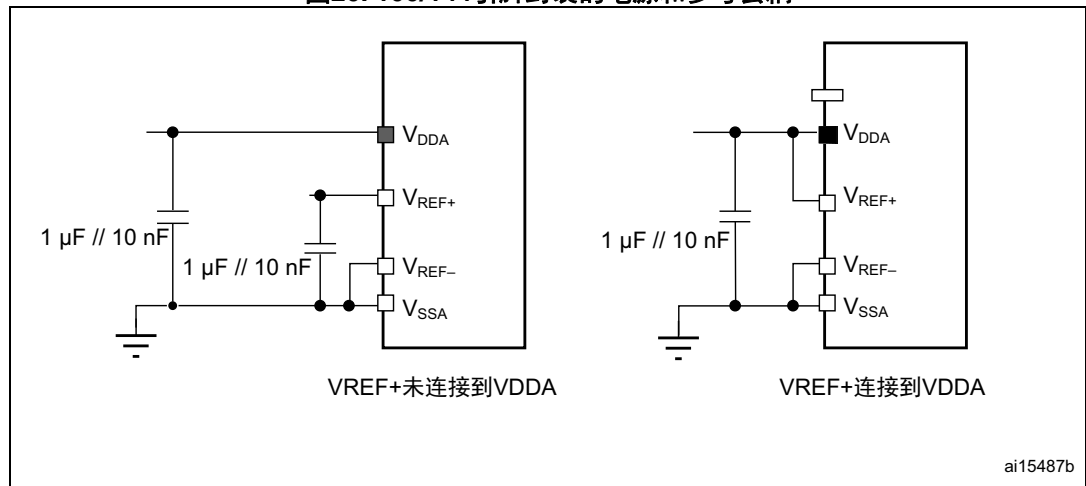 V_DDA
V_REF+
1 µF // 10 nF
1 µF // 10 nF
V_REF–
V_SSA
VREF+未连接到VDDA
V_DDA
V_REF+
1 µF // 10 nF
V_REF–
V_SSA
VREF+连接到VDDA
ai15487b